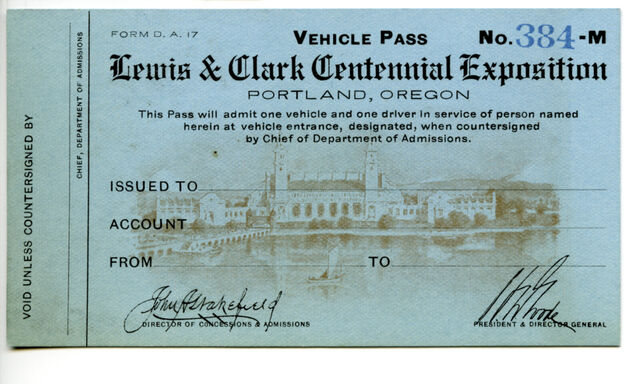 VOID UNLESS COUNTERSIGNED BY
CHIEF, DEPARTMENT OF ADMISSIONS
FORM D. A. 17
VEHICLE PASS
No. 384-M
Lewis & Clark Centennial Exposition
PORTLAND, OREGON
This Pass will admit one vehicle and one driver in service of person named
herein at vehicle entrance, designated, when countersigned
by Chief of Department of Admissions.
ISSUED TO
ACCOUNT
FROM TO
John A Wakefield
DIRECTOR OF CONCESSIONS & ADMISSIONS
PRESIDENT & DIRECTOR GENERAL